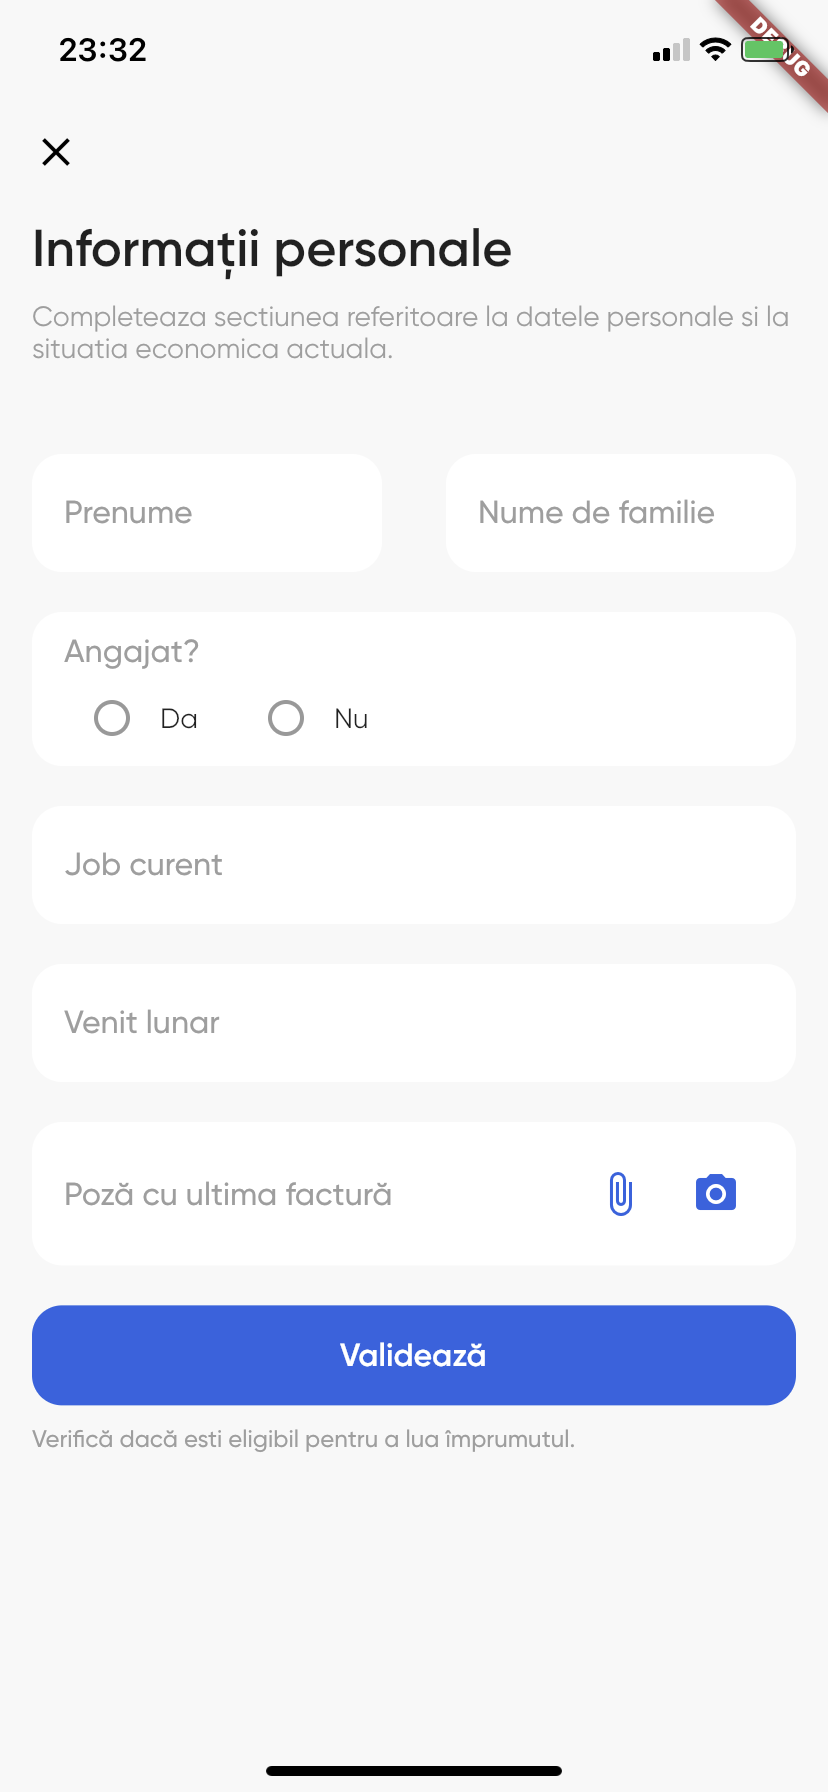 23:32
DEBUG
Informații personale
Completeaza sectiunea referitoare la datele personale si la
situatia economica actuala.
Prenume
Nume de familie
Angajat?
Da
Nu
Job curent
Venit lunar
Poză cu ultima factură
Validează
Verifică dacă esti eligibil pentru a lua împrumutul.